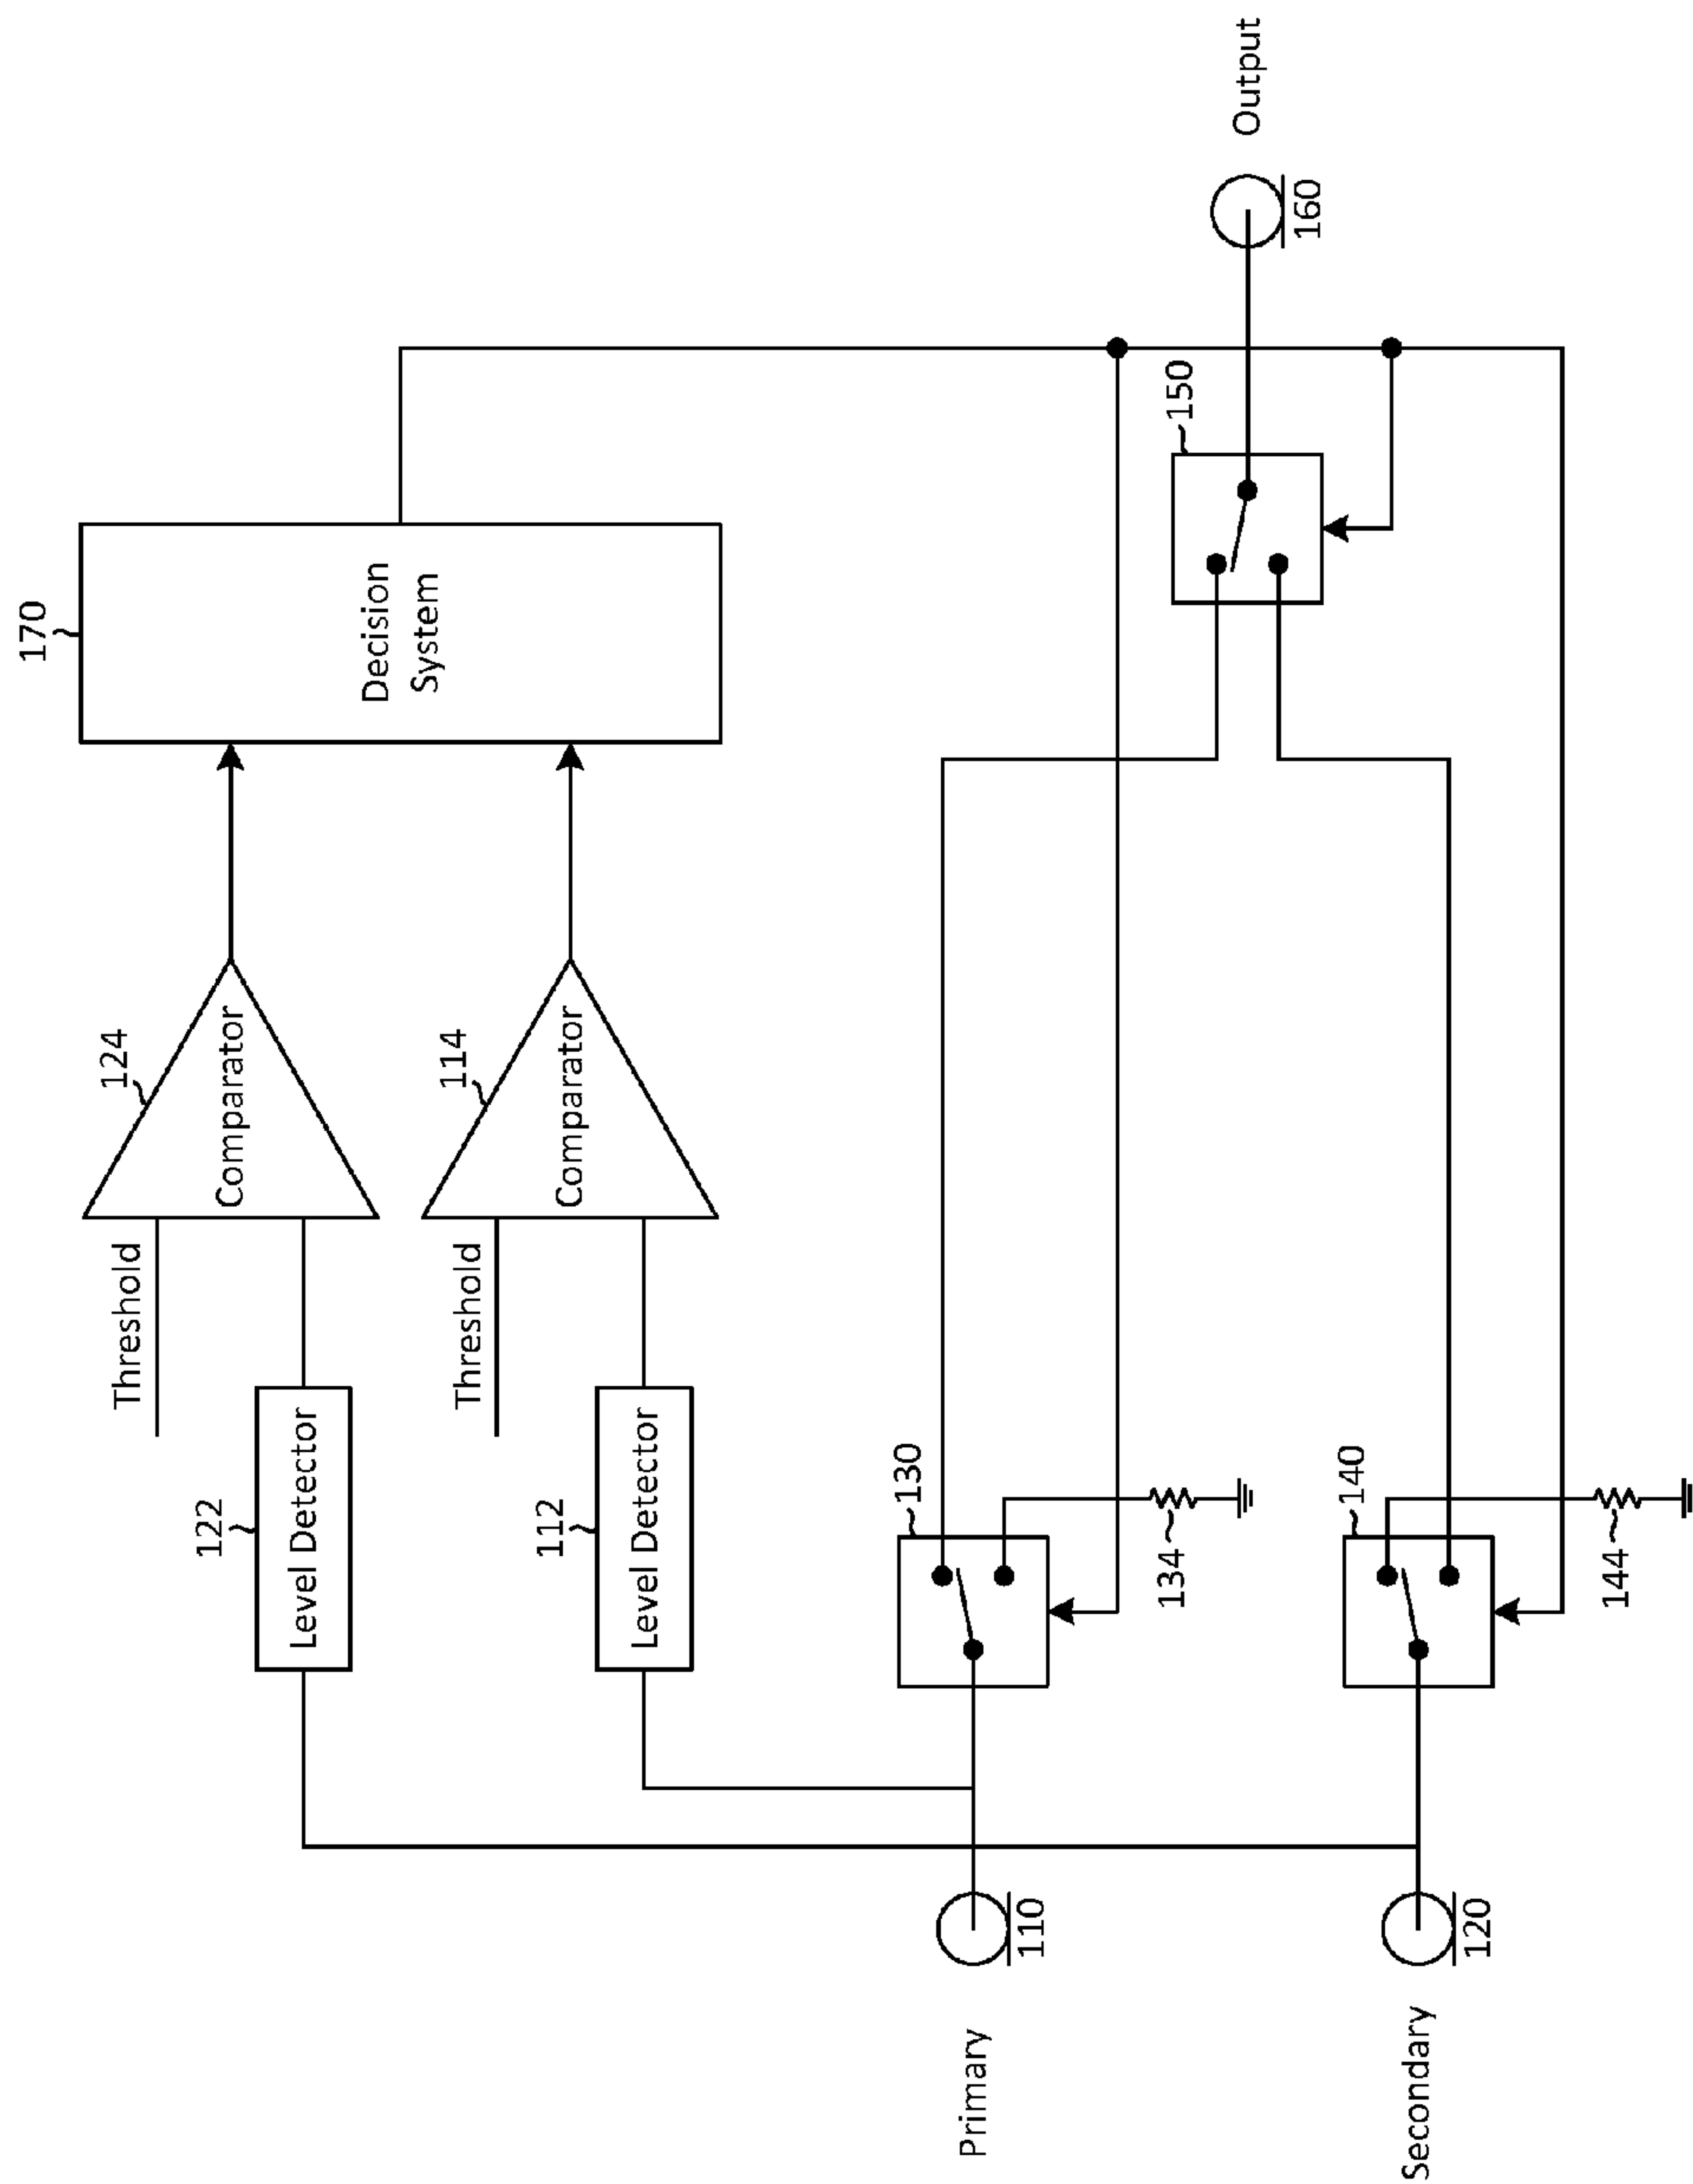 170
124
Threshold
Comparator
122
Level Detector
Decision
System
114
Threshold
Comparator
112
Level Detector
130
Primary
110
134
150
Output
160
140
Secondary
120
144